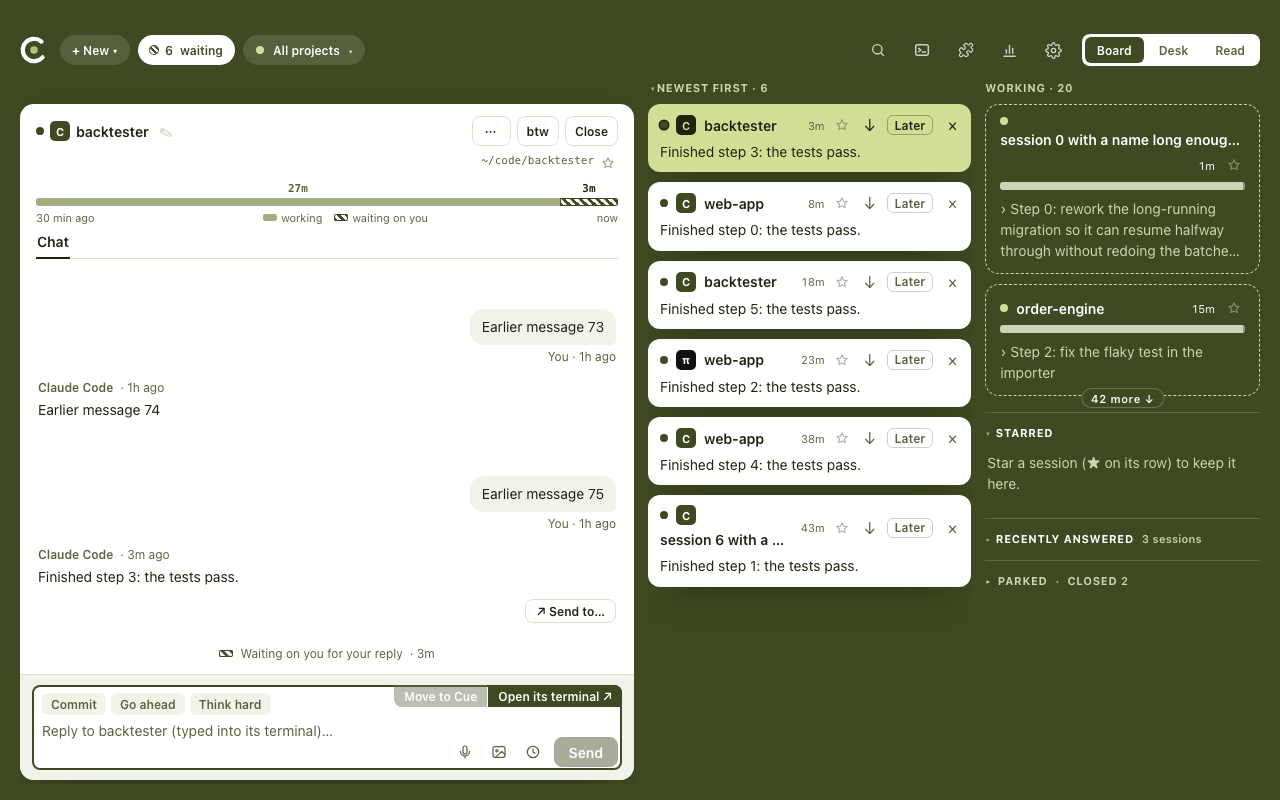 + New ▾
6 waiting
All projects ▾
Board
Desk
Read
C backtester
···
btw
Close
~/code/backtester
27m
3m
30 min ago
working
waiting on you
now
Chat
Earlier message 73
You · 1h ago
Claude Code · 1h ago
Earlier message 74
Earlier message 75
You · 1h ago
Claude Code · 3m ago
Finished step 3: the tests pass.
↗ Send to...
Waiting on you for your reply · 3m
Commit
Go ahead
Think hard
Move to Cue
Open its terminal ↗
Reply to backtester (typed into its terminal)...
Send
▾ NEWEST FIRST · 6
C backtester 3m ☆ ↓ Later ×
Finished step 3: the tests pass.
C web-app 8m ☆ ↓ Later ×
Finished step 0: the tests pass.
C backtester 18m ☆ ↓ Later ×
Finished step 5: the tests pass.
π web-app 23m ☆ ↓ Later ×
Finished step 2: the tests pass.
C web-app 38m ☆ ↓ Later ×
Finished step 4: the tests pass.
C
session 6 with a ... 43m ☆ ↓ Later ×
Finished step 1: the tests pass.
WORKING · 20
session 0 with a name long enoug...
1m ☆
› Step 0: rework the long-running
migration so it can resume halfway
through without redoing the batche...
order-engine 15m ☆
› Step 2: fix the flaky test in the
importer
42 more ↓
▾ STARRED
Star a session (★ on its row) to keep it
here.
▸ RECENTLY ANSWERED 3 sessions
▸ PARKED · CLOSED 2